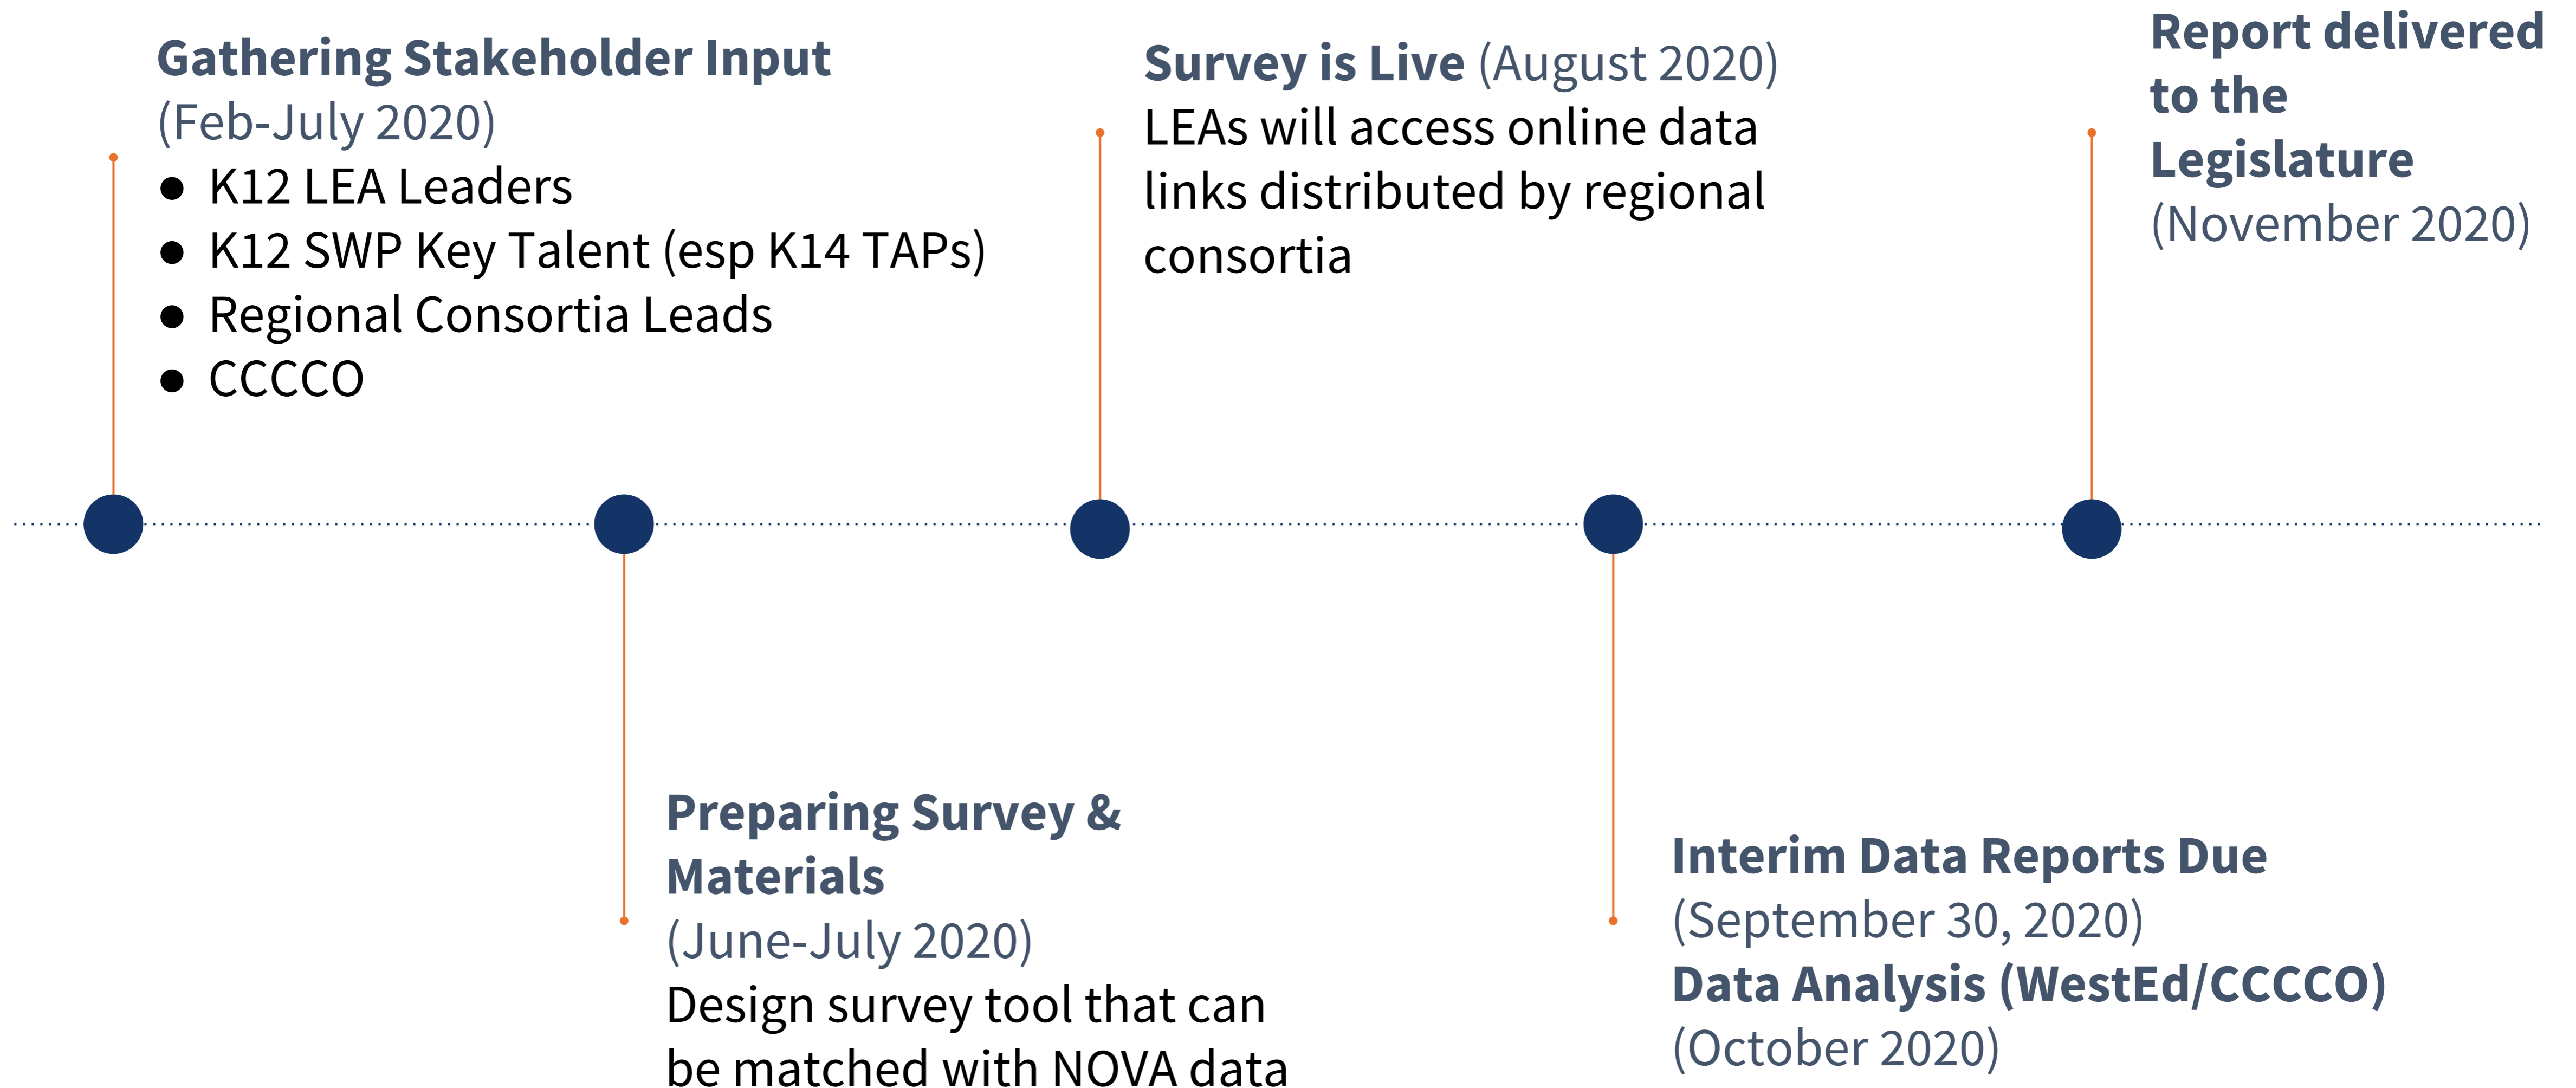 Gathering Stakeholder Input
(Feb-July 2020)
● K12 LEA Leaders
● K12 SWP Key Talent (esp K14 TAPs)
● Regional Consortia Leads
● CCCCO
Preparing Survey &
Materials
(June-July 2020)
Design survey tool that can
be matched with NOVA data
Survey is Live (August 2020)
LEAs will access online data
links distributed by regional
consortia
Interim Data Reports Due
(September 30, 2020)
Data Analysis (WestEd/CCCCO)
(October 2020)
Report delivered
to the
Legislature
(November 2020)